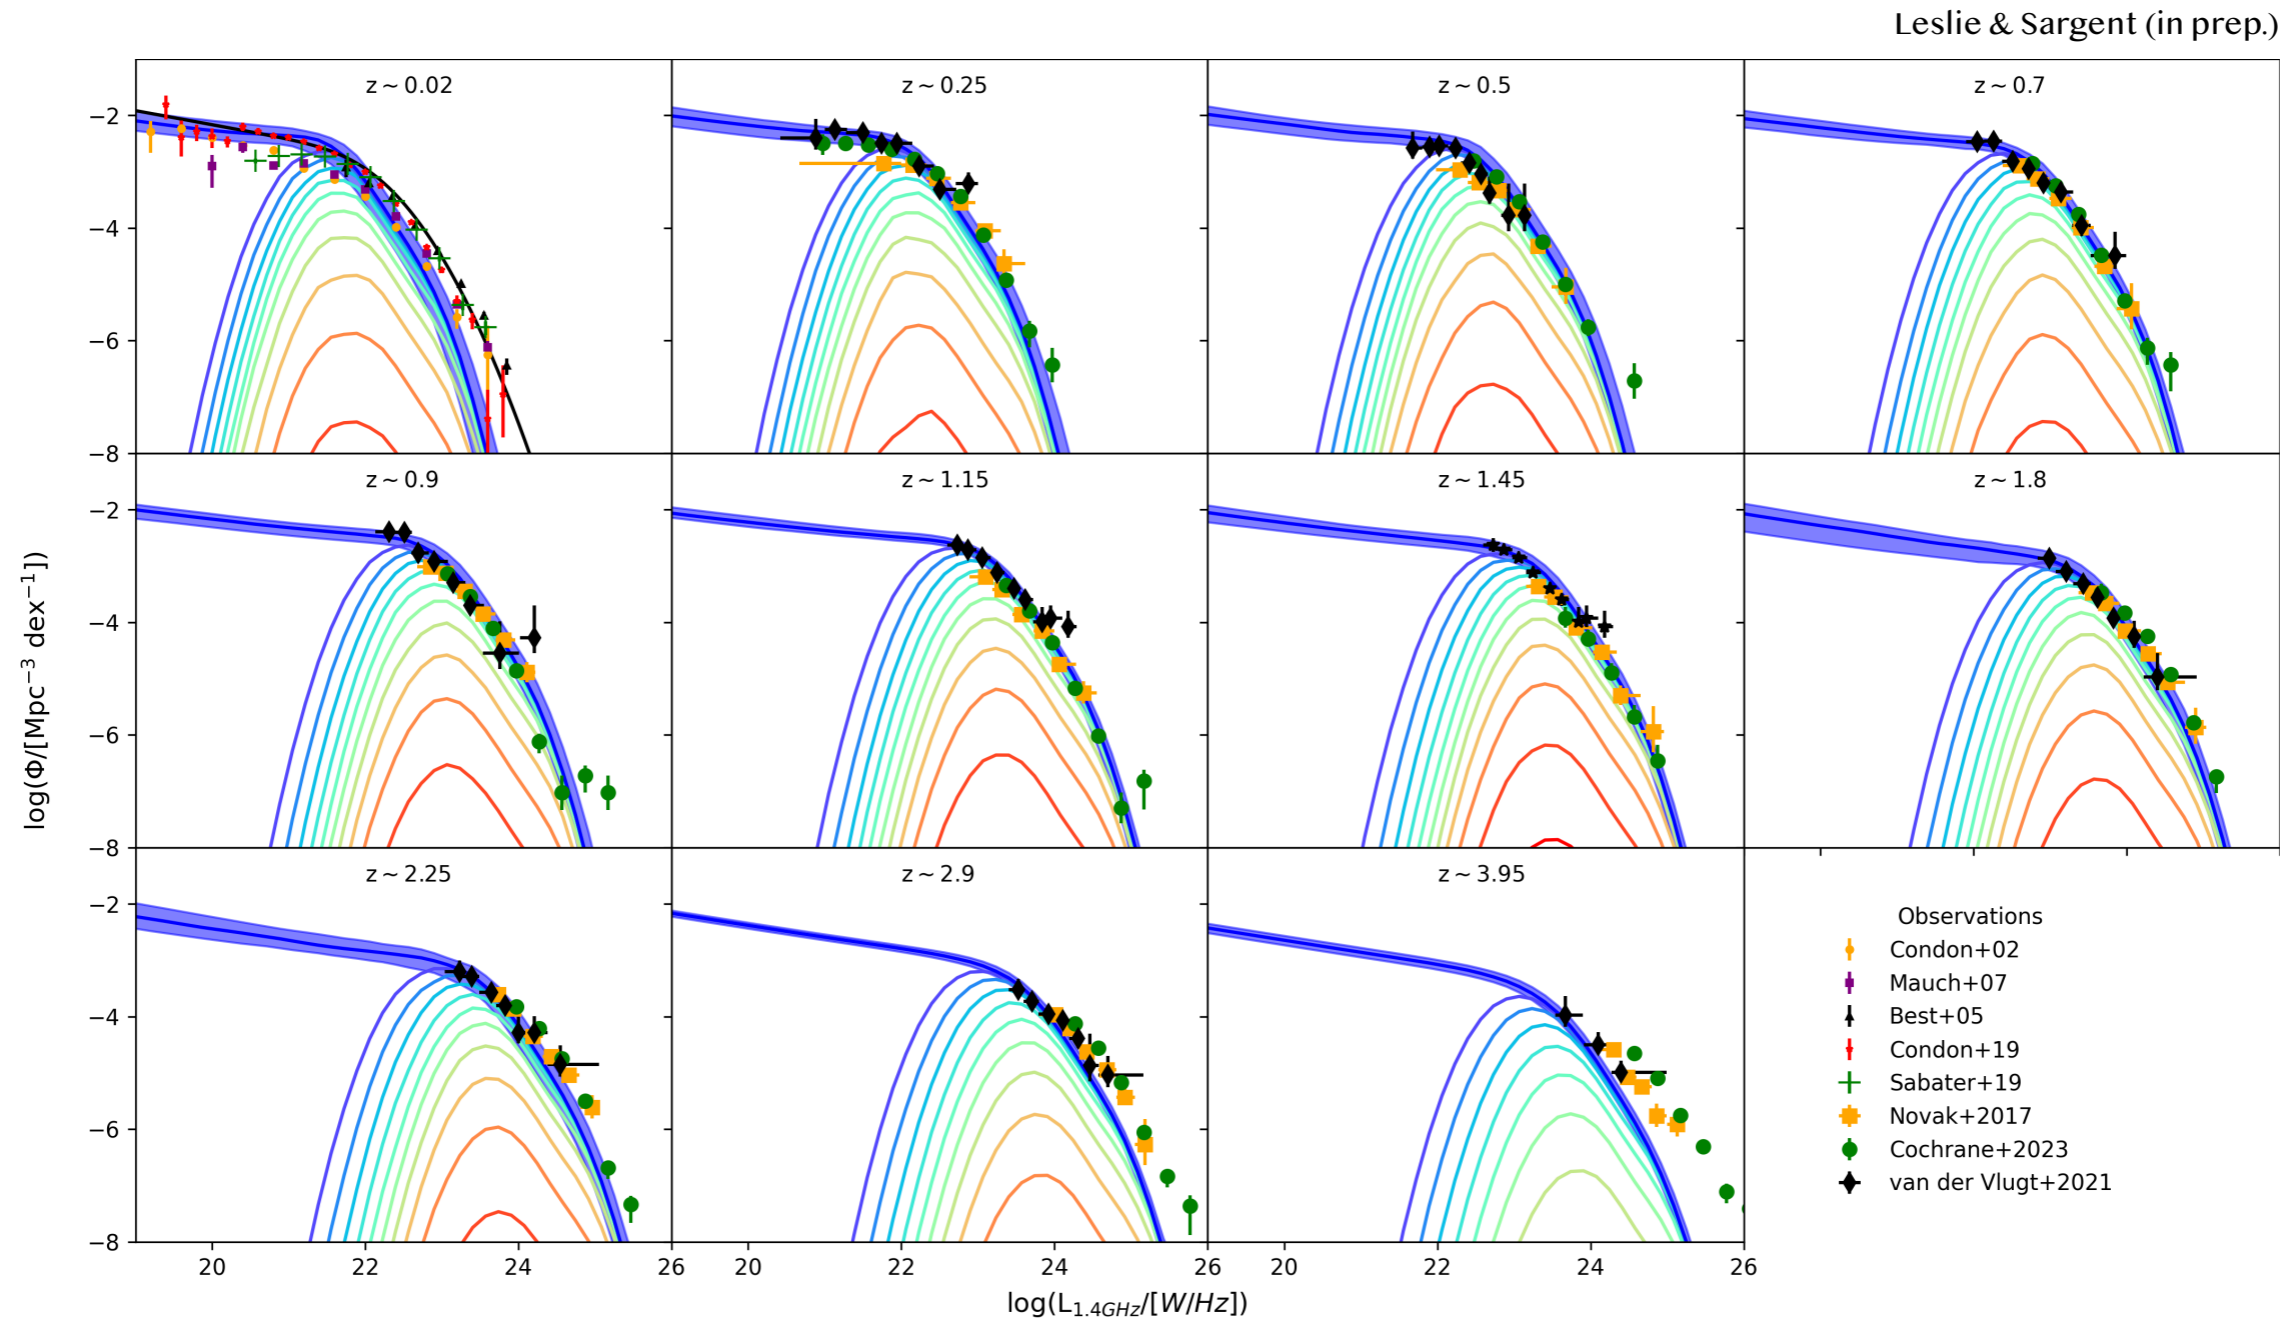 Leslie & Sargent (in prep.)
z ~ 0.02
z ~ 0.25
z ~ 0.5
z ~ 0.7
−2
−4
−6
−8
z ~ 0.9
z ~ 1.15
z ~ 1.45
z ~ 1.8
−2
−4
−6
−8
log(Φ/[Mpc⁻³ dex⁻¹])
z ~ 2.25
z ~ 2.9
z ~ 3.95
−2
−4
−6
−8
Observations
Condon+02
Mauch+07
Best+05
Condon+19
Sabater+19
Novak+2017
Cochrane+2023
van der Vlugt+2021
20 22 24 26 20 22 24 26 20 22 24 26
log(L1.4GHz/[W/Hz])